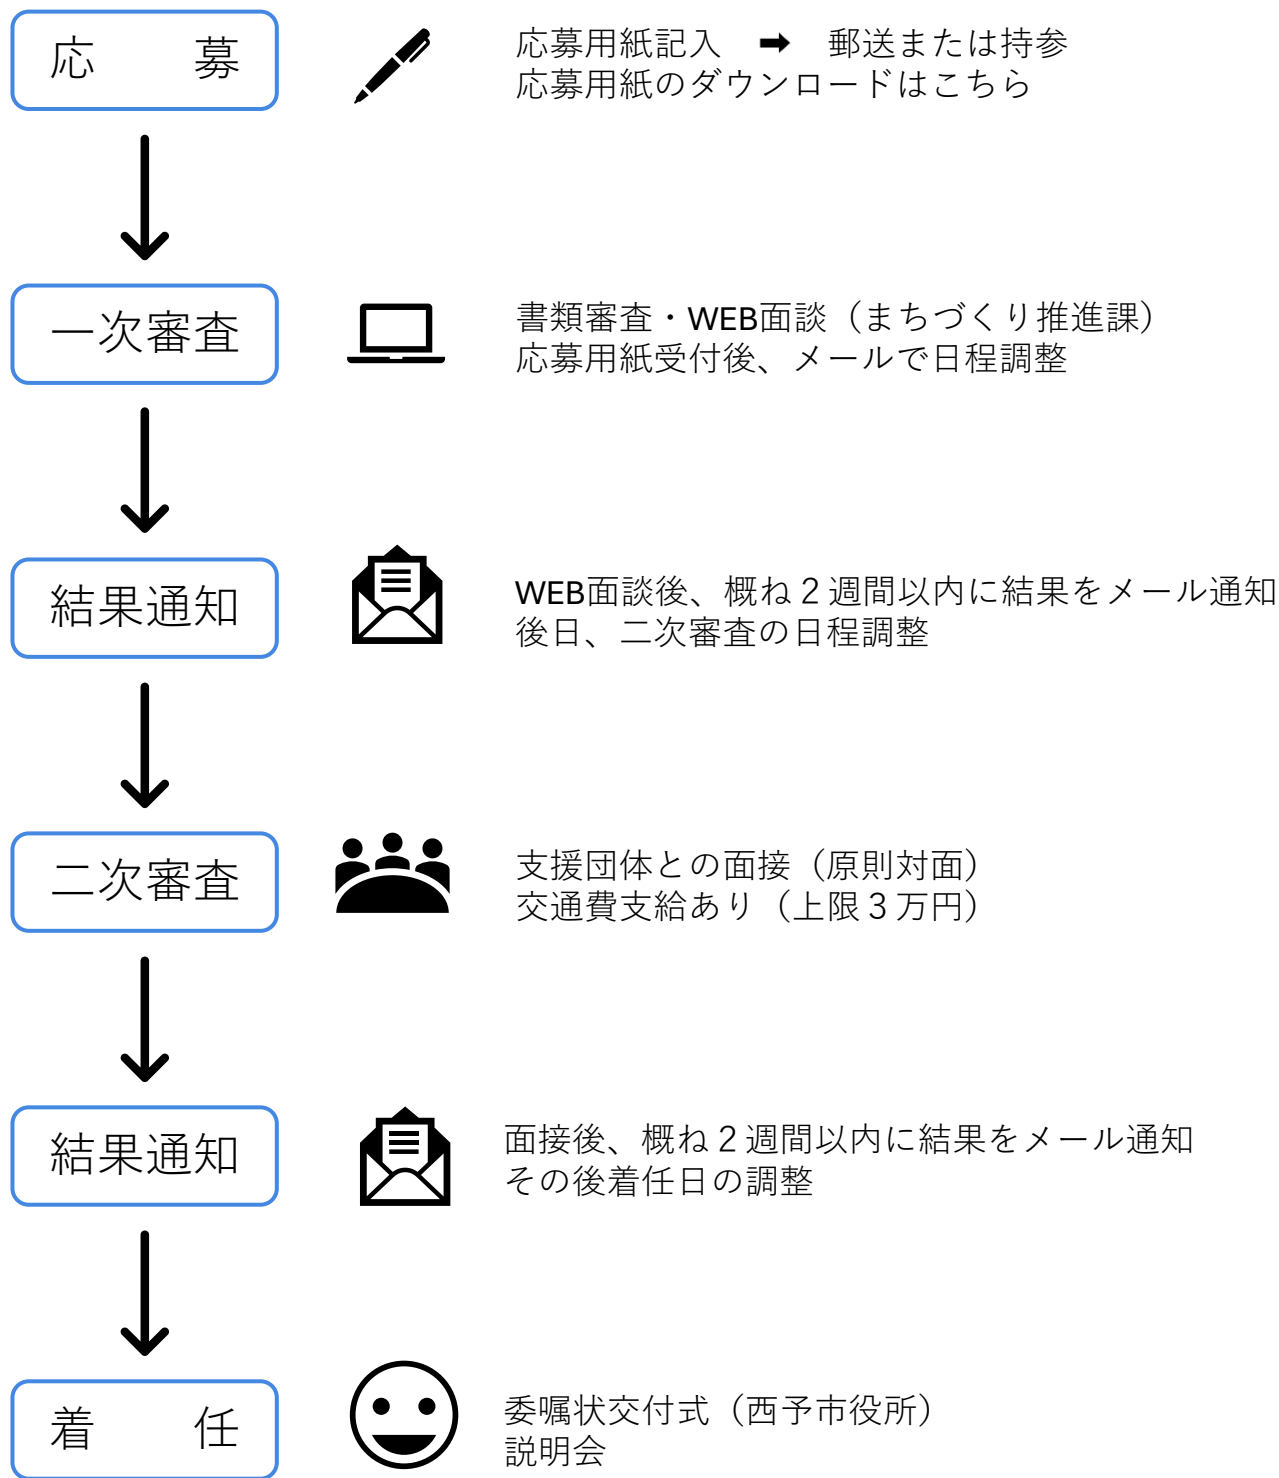 応　　募
応募用紙記入　➡　郵送または持参
応募用紙のダウンロードはこちら
一次審査
書類審査・WEB面談（まちづくり推進課）
応募用紙受付後、メールで日程調整
結果通知
WEB面談後、概ね２週間以内に結果をメール通知
後日、二次審査の日程調整
二次審査
支援団体との面接（原則対面）
交通費支給あり（上限３万円）
結果通知
面接後、概ね２週間以内に結果をメール通知
その後着任日の調整
着　　任
委嘱状交付式（西予市役所）
説明会